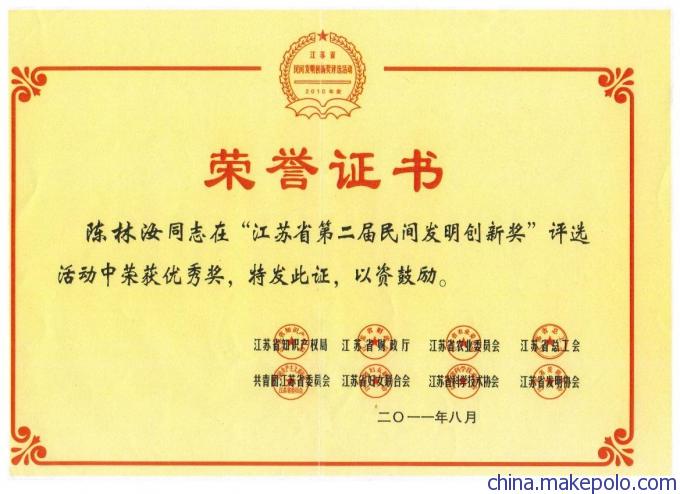 江苏省
民间发明创新奖评选活动
2010年度
荣誉证书
陈林汝同志在“江苏省第二届民间发明创新奖”评选
活动中荣获优秀奖，特发此证，以资鼓励。
江苏省知识产权局 江苏省财政厅 江苏省农业委员会 江苏省总工会
共青团江苏省委员会 江苏省妇女联合会 江苏省科学技术协会 江苏省发明协会
二〇一一年八月
china.makepolo.com